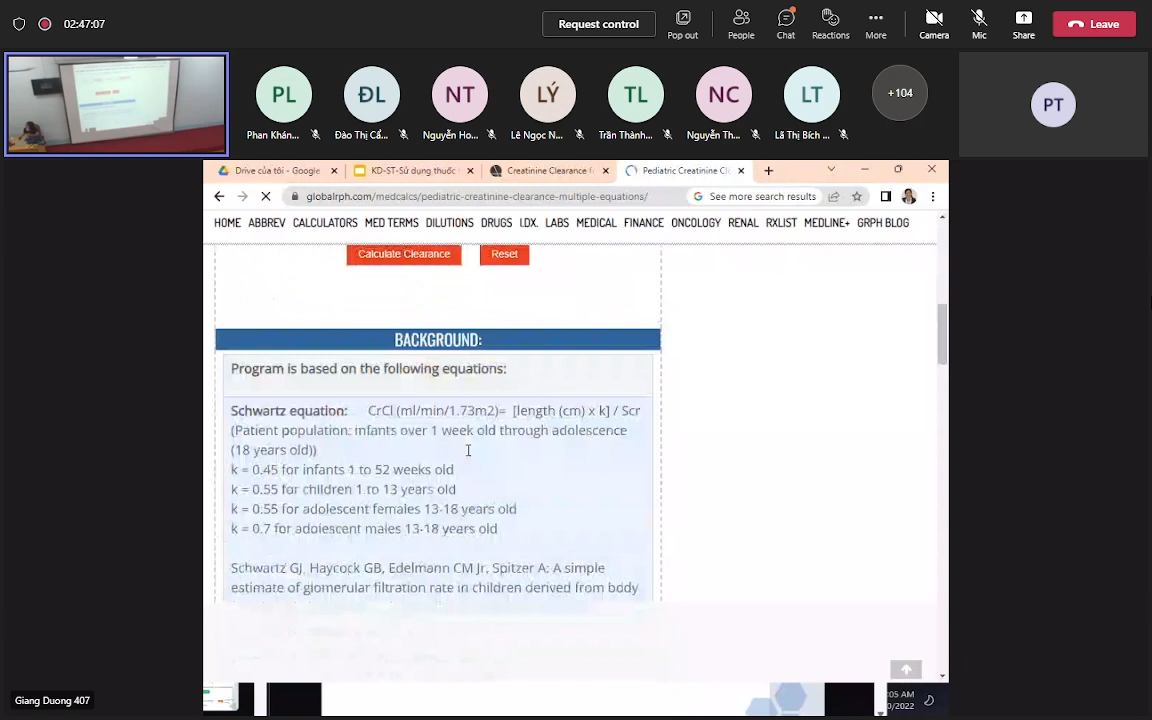 02:47:07
Request control
Pop out
People
Chat
Reactions
More
Camera
Mic
Share
Leave
PL
ĐL
NT
LÝ
TL
NC
LT
+104
PT
Phan Khán...
Đào Thị Cẩ...
Nguyễn Ho...
Lê Ngọc N...
Trần Thành...
Nguyễn Th...
Lã Thị Bích ...
Drive của tôi - Google
KD-ST-Sử dụng thuốc
Creatinine Clearance
Pediatric Creatinine Cl
globalrph.com/medcalcs/pediatric-creatinine-clearance-multiple-equations/
See more search results
HOME ABBREV CALCULATORS MED TERMS DILUTIONS DRUGS I.DX. LABS MEDICAL FINANCE ONCOLOGY RENAL RXLIST MEDLINE+ GRPH BLOG
Calculate Clearance
Reset
BACKGROUND:
Program is based on the following equations:
Schwartz equation: CrCl (ml/min/1.73m2)= [length (cm) x k] / Scr
(Patient population: infants over 1 week old through adolescence
(18 years old))
k = 0.45 for infants 1 to 52 weeks old
k = 0.55 for children 1 to 13 years old
k = 0.55 for adolescent females 13-18 years old
k = 0.7 for adolescent males 13-18 years old
Schwartz GJ, Haycock GB, Edelmann CM Jr, Spitzer A: A simple
estimate of glomerular filtration rate in children derived from body
:05 AM
0/2022
Giang Duong 407